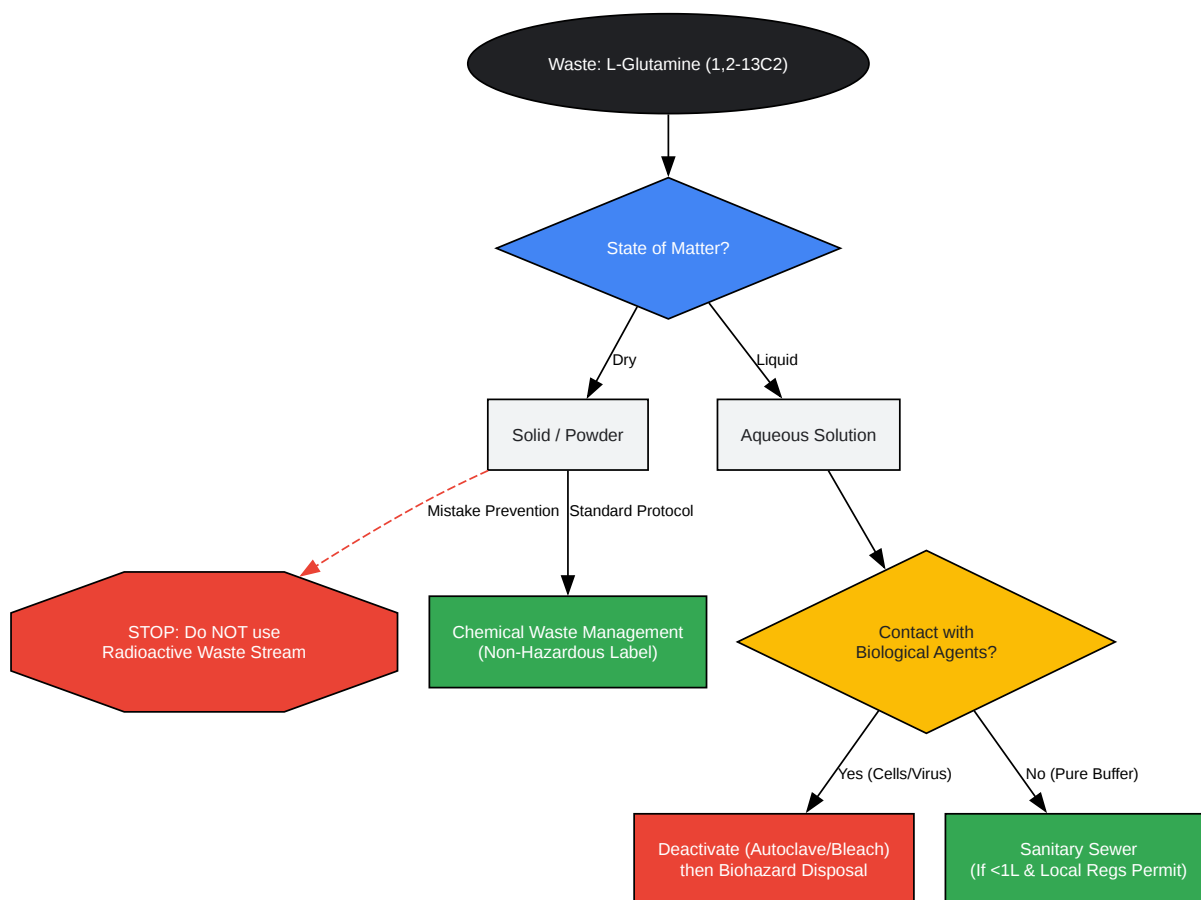 Waste: L-Glutamine (1,2-13C2)
State of Matter?
Dry
Liquid
Solid / Powder
Aqueous Solution
Mistake Prevention
Standard Protocol
STOP: Do NOT use
Radioactive Waste Stream
Chemical Waste Management
(Non-Hazardous Label)
Contact with
Biological Agents?
Yes (Cells/Virus)
No (Pure Buffer)
Deactivate (Autoclave/Bleach)
then Biohazard Disposal
Sanitary Sewer
(If <1L & Local Regs Permit)